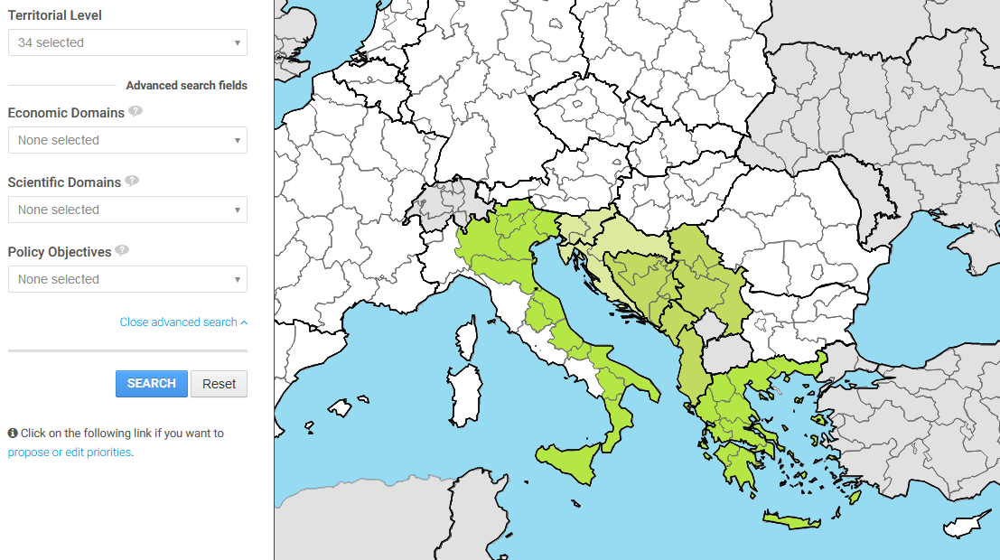 Territorial Level
34 selected
Advanced search fields
Economic Domains
None selected
Scientific Domains
None selected
Policy Objectives
None selected
Close advanced search
SEARCH Reset
Click on the following link if you want to
propose or edit priorities.